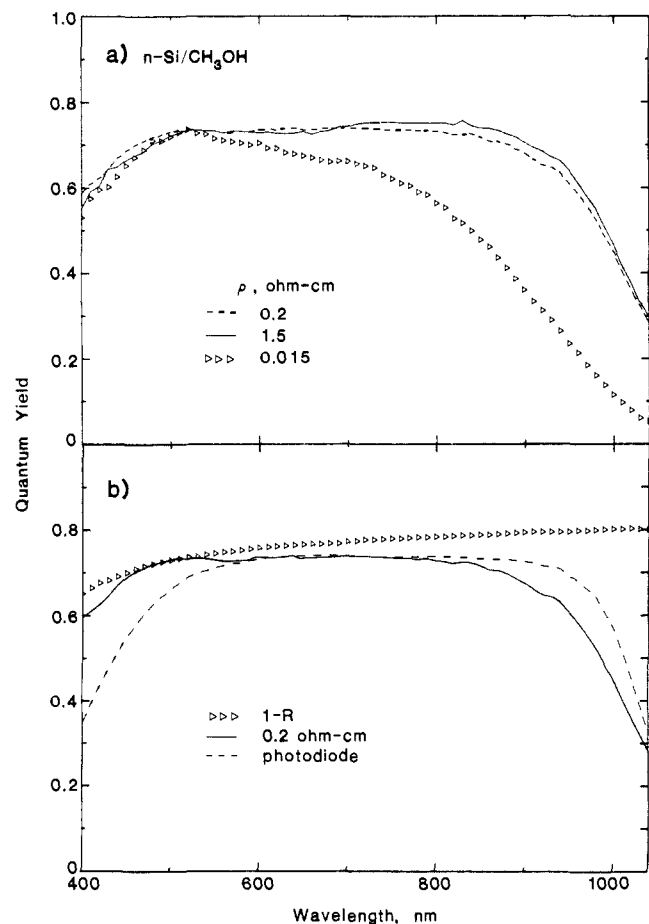 1.0
a) n-Si/CH₃OH
0.8
0.6
0.4
ρ, ohm-cm
0.2
1.5
0.015
0.2
0
Quantum Yield
b)
0.8
0.6
0.4
▷▷▷ 1-R
0.2 ohm-cm
photodiode
0.2
0
400 600 800 1000
Wavelength, nm